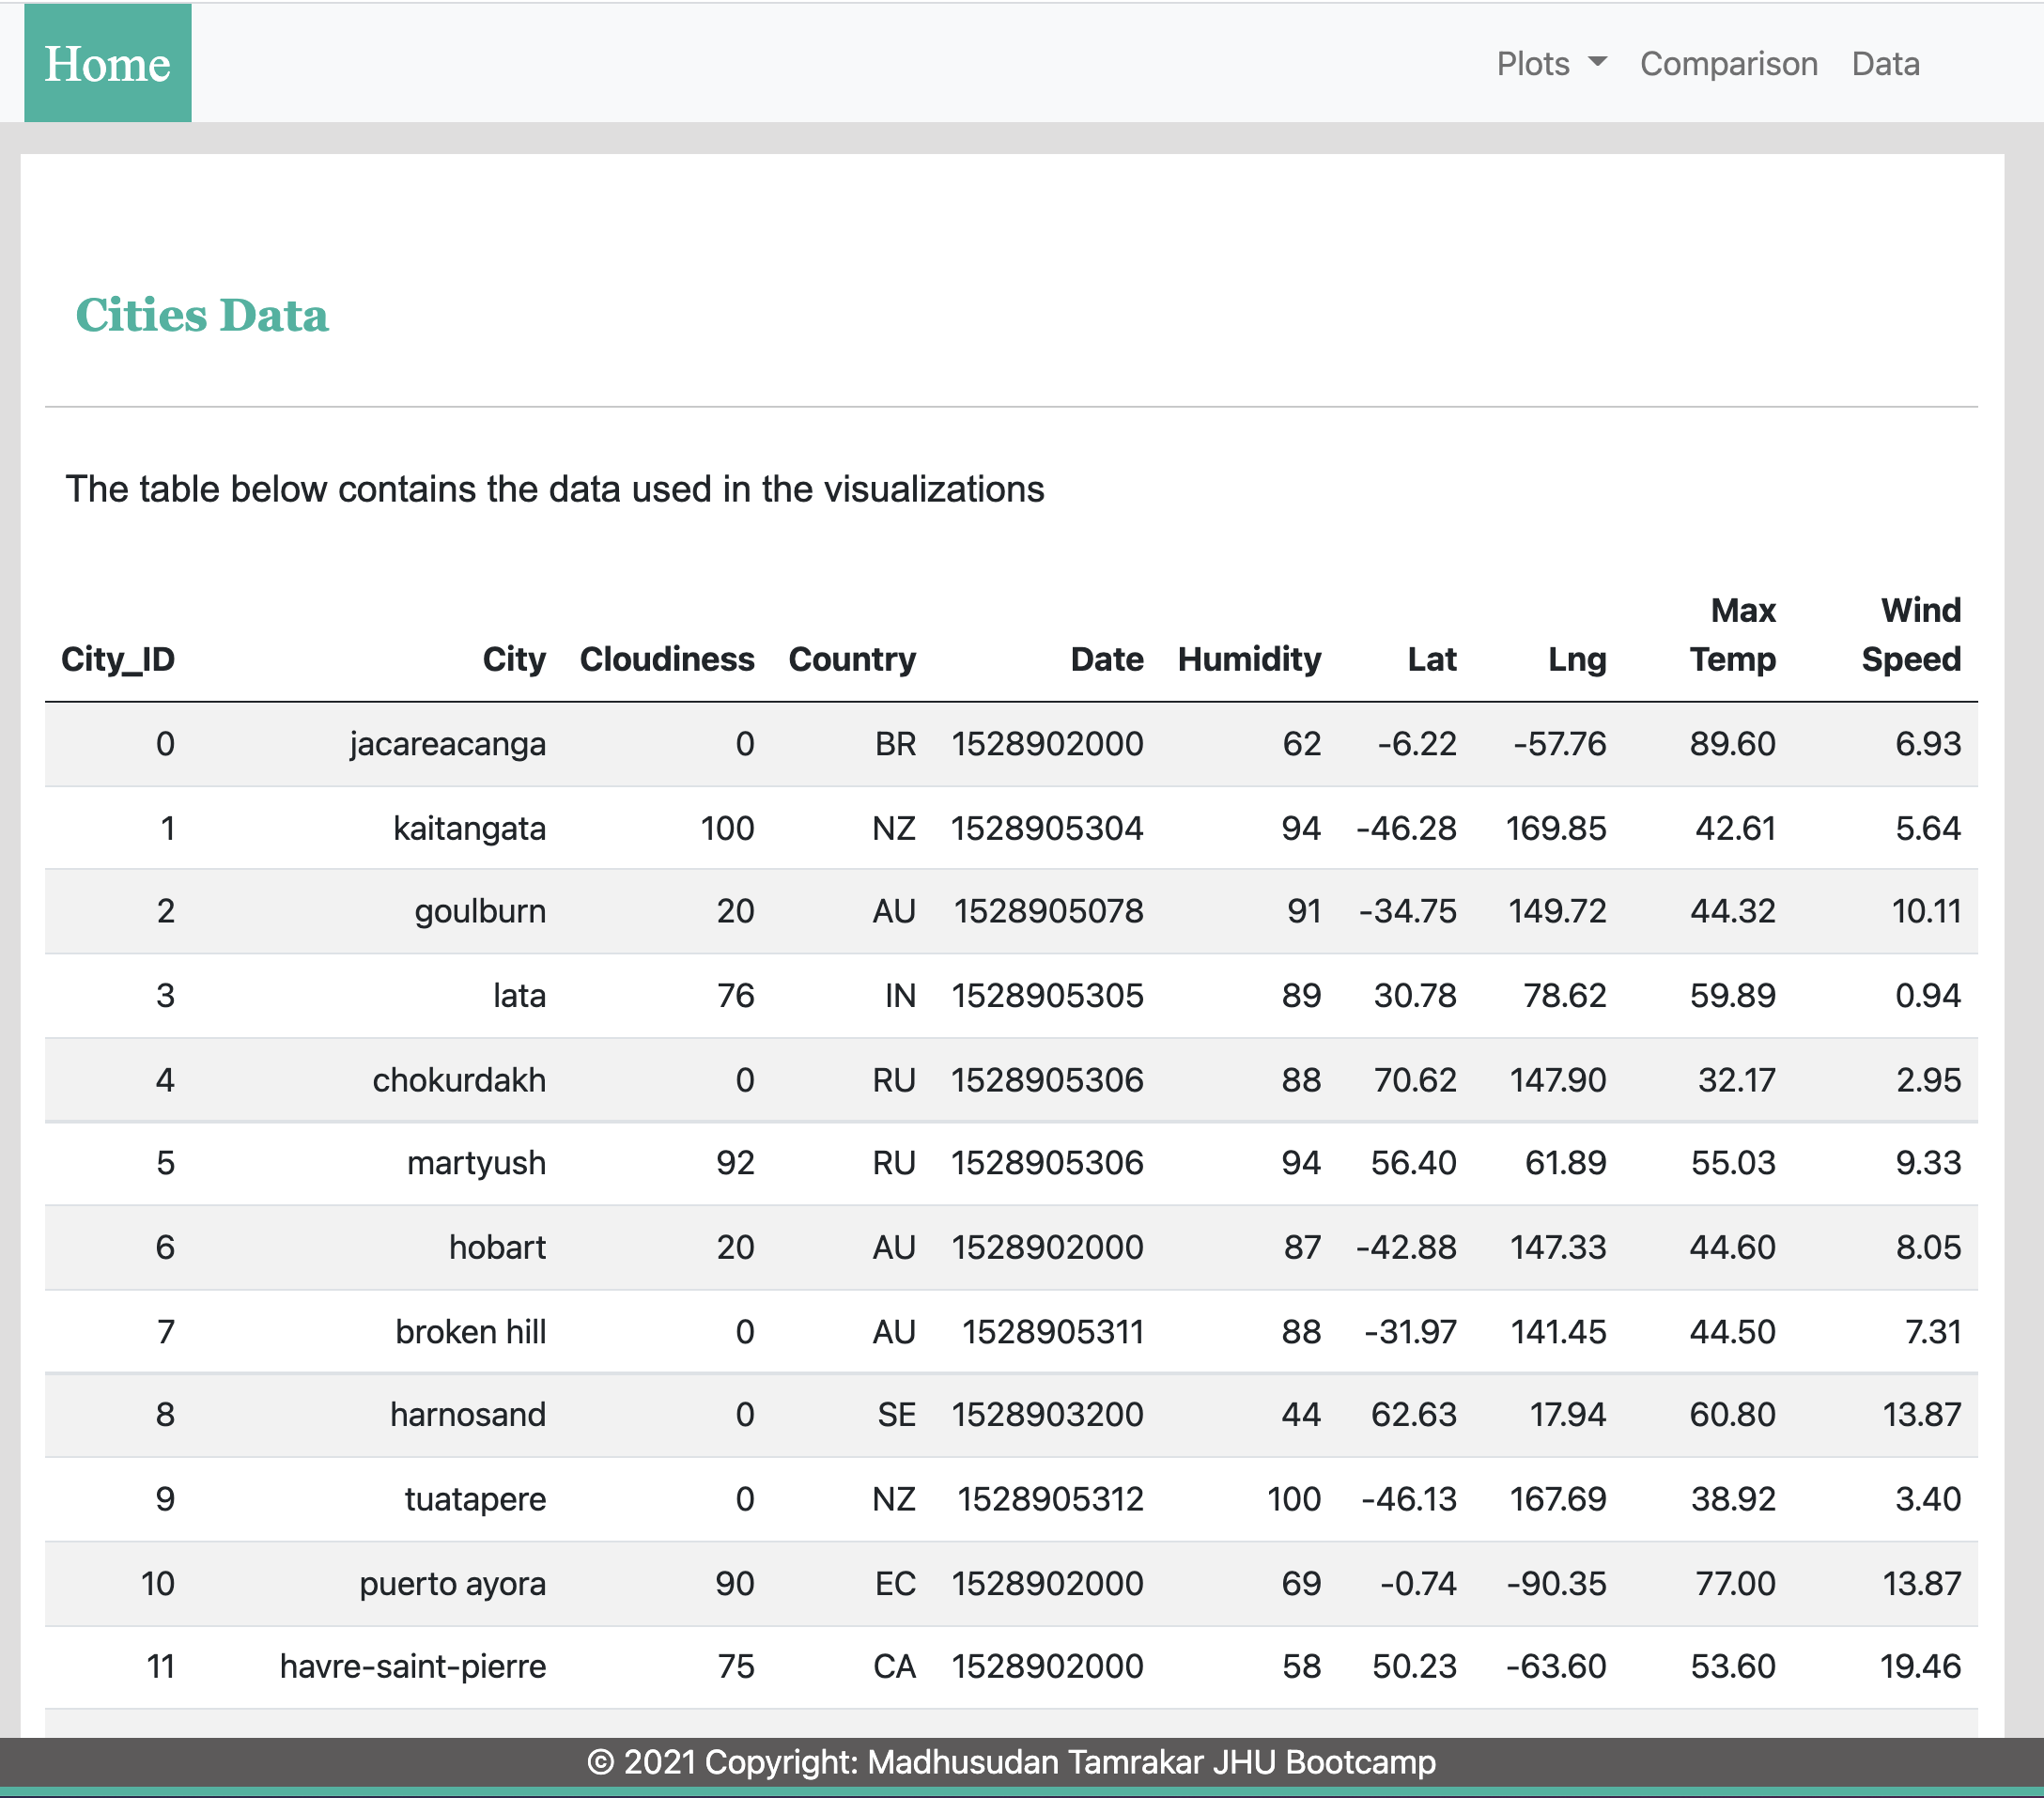 Home Plots Comparison Data
Cities Data
The table below contains the data used in the visualizations
City_ID City Cloudiness Country Date Humidity Lat Lng Max Temp Wind Speed
0 jacareacanga 0 BR 1528902000 62 -6.22 -57.76 89.60 6.93
1 kaitangata 100 NZ 1528905304 94 -46.28 169.85 42.61 5.64
2 goulburn 20 AU 1528905078 91 -34.75 149.72 44.32 10.11
3 lata 76 IN 1528905305 89 30.78 78.62 59.89 0.94
4 chokurdakh 0 RU 1528905306 88 70.62 147.90 32.17 2.95
5 martyush 92 RU 1528905306 94 56.40 61.89 55.03 9.33
6 hobart 20 AU 1528902000 87 -42.88 147.33 44.60 8.05
7 broken hill 0 AU 1528905311 88 -31.97 141.45 44.50 7.31
8 harnosand 0 SE 1528903200 44 62.63 17.94 60.80 13.87
9 tuatapere 0 NZ 1528905312 100 -46.13 167.69 38.92 3.40
10 puerto ayora 90 EC 1528902000 69 -0.74 -90.35 77.00 13.87
11 havre-saint-pierre 75 CA 1528902000 58 50.23 -63.60 53.60 19.46
© 2021 Copyright: Madhusudan Tamrakar JHU Bootcamp